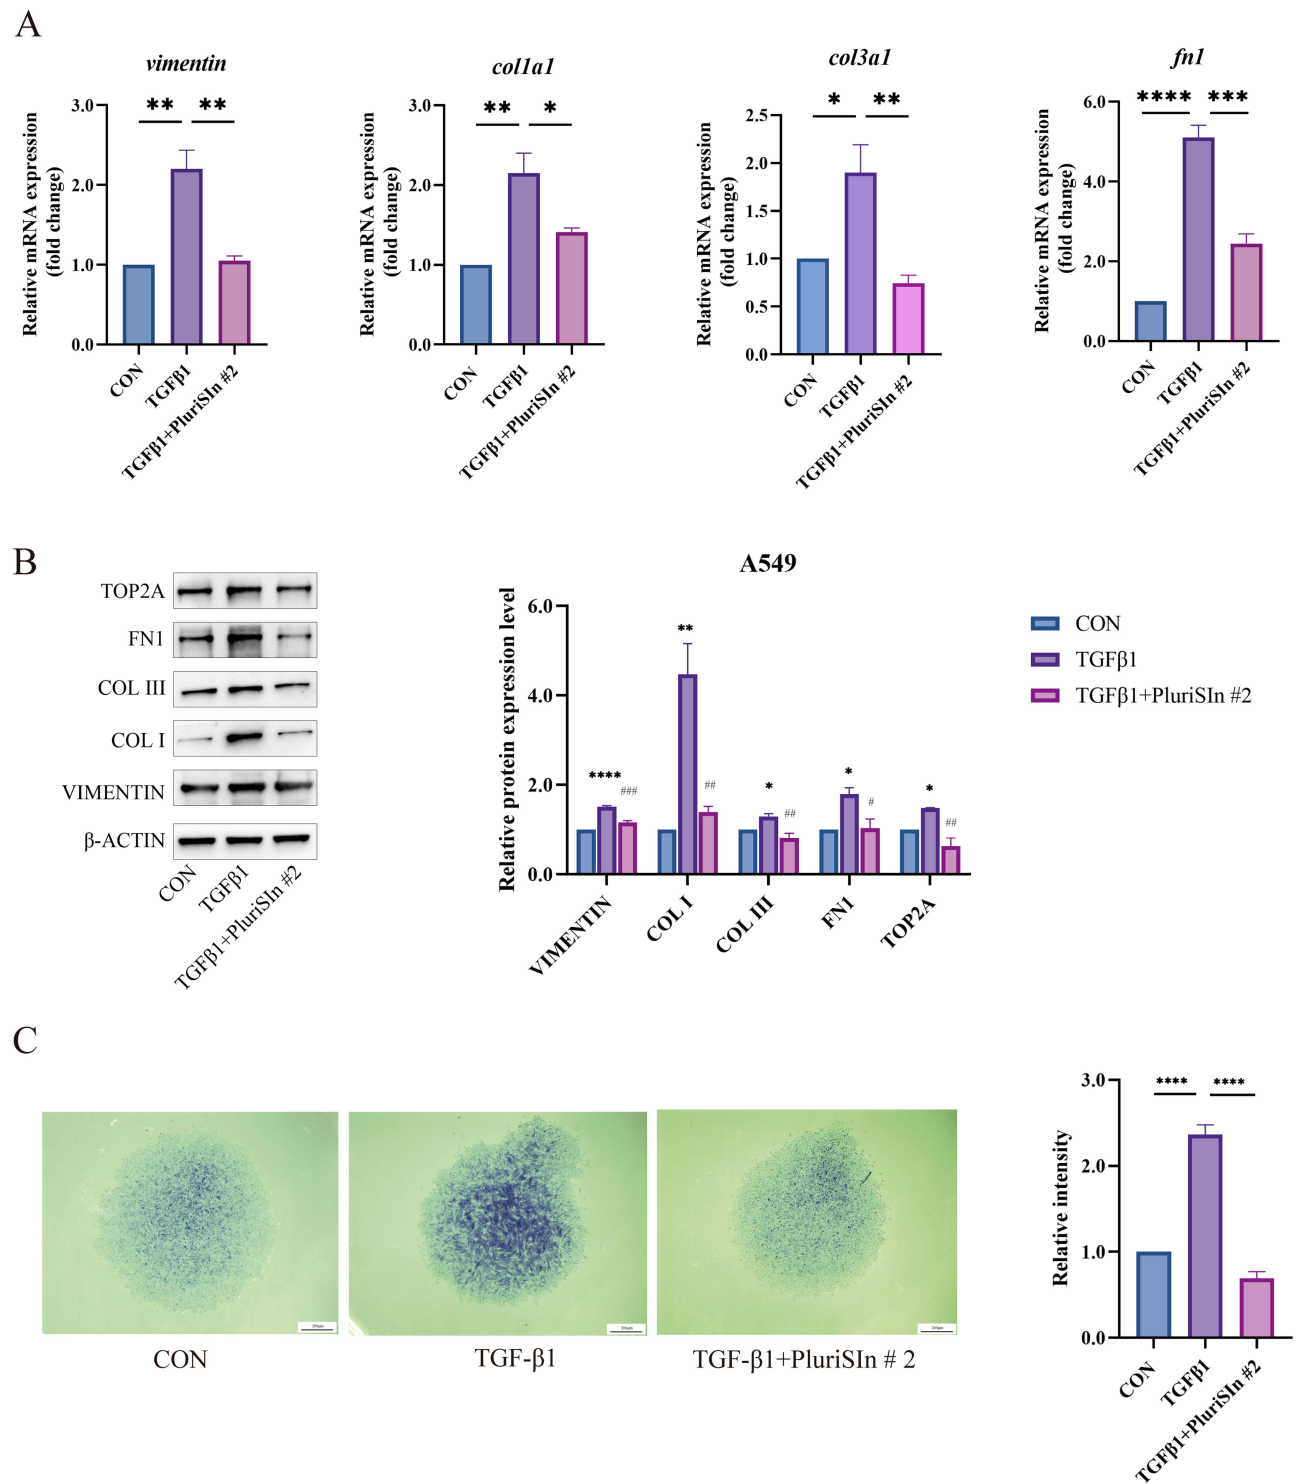 A
vimentin
Relative mRNA expression
(fold change)
3.0
2.0
1.0
0.0
** **
CON
TGFβ1
TGFβ1+PluriSIn #2
col1a1
Relative mRNA expression
(fold change)
3.0
2.0
1.0
0.0
** *
CON
TGFβ1
TGFβ1+PluriSIn #2
col3a1
Relative mRNA expression
(fold change)
2.5
2.0
1.5
1.0
0.5
0.0
* **
CON
TGFβ1
TGFβ1+PluriSIn #2
fn1
Relative mRNA expression
(fold change)
6.0
4.0
2.0
0.0
**** ***
CON
TGFβ1
TGFβ1+PluriSIn #2
B
TOP2A
FN1
COL III
COL I
VIMENTIN
β-ACTIN
CON
TGFβ1
TGFβ1+PluriSIn #2
A549
Relative protein expression level
6.0
4.0
2.0
0.0
**** ###
** ##
* ##
* #
* ##
VIMENTIN
COL I
COL III
FN1
TOP2A
CON
TGFβ1
TGFβ1+PluriSIn #2
C
CON
TGF-β1
TGF-β1+PluriSIn # 2
Relative intensity
3.0
2.0
1.0
0.0
**** ****
CON
TGFβ1
TGFβ1+PluriSIn #2